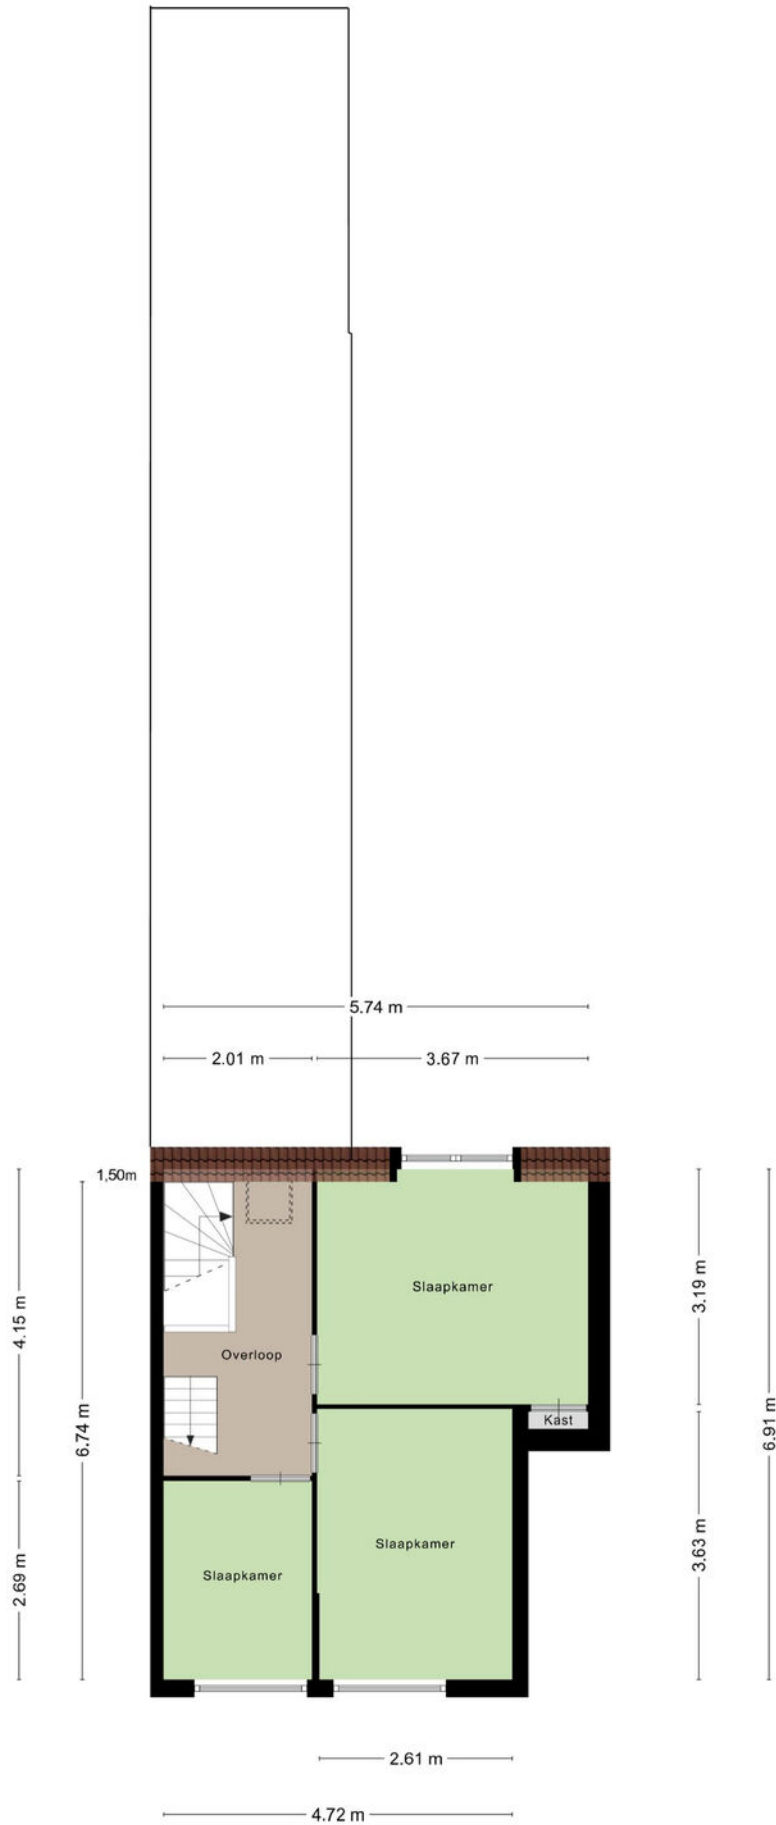 5.74 m
2.01 m
3.67 m
1,50m
4.15 m
6.74 m
2.69 m
3.19 m
3.63 m
6.91 m
Slaapkamer
Overloop
Kast
Slaapkamer
Slaapkamer
2.61 m
4.72 m